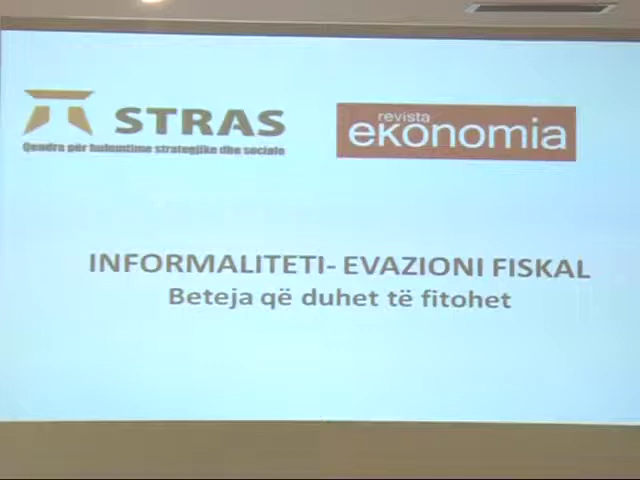 STRAS
Qendra për hulumtime strategjike dhe sociale
revista
ekonomia
INFORMALITETI- EVAZIONI FISKAL
Beteja që duhet të fitohet